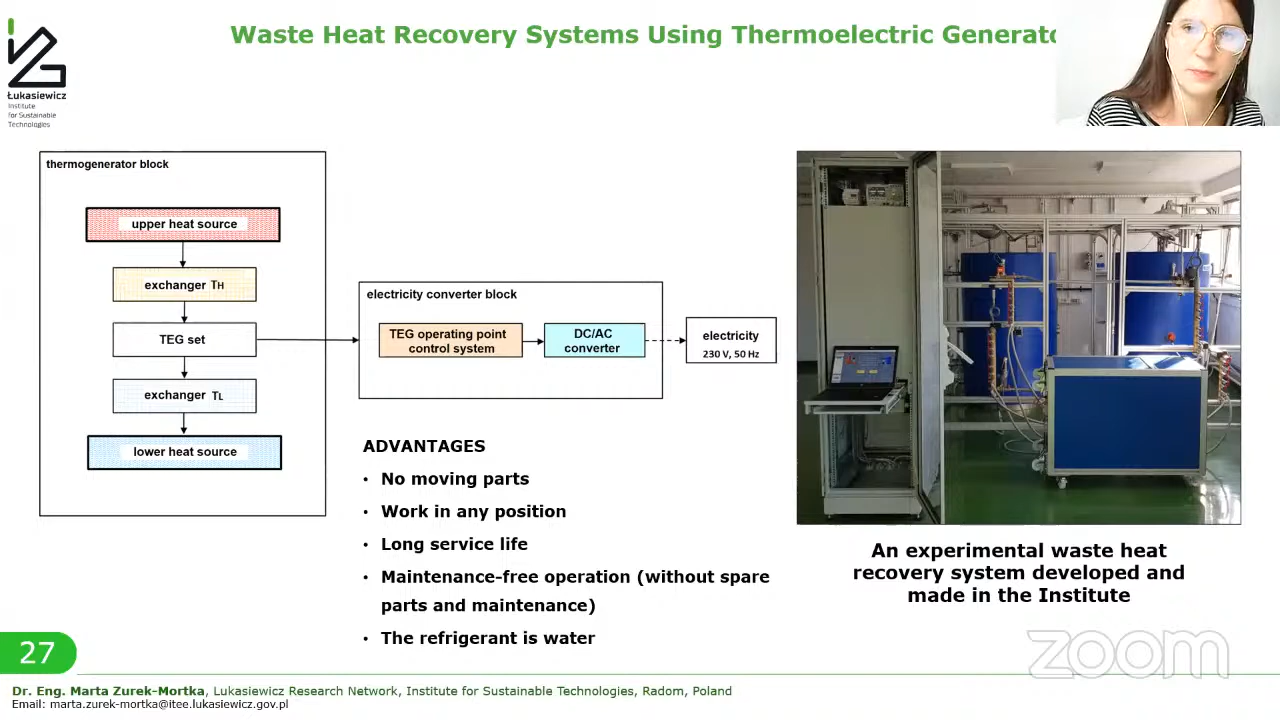 Waste Heat Recovery Systems Using Thermoelectric Generato
Łukasiewicz
Institute
for Sustainable
Technologies
thermogenerator block
upper heat source
exchanger TH
TEG set
exchanger TL
lower heat source
electricity converter block
TEG operating point
control system
DC/AC
converter
electricity
230 V, 50 Hz
ADVANTAGES
• No moving parts
• Work in any position
• Long service life
• Maintenance-free operation (without spare
parts and maintenance)
• The refrigerant is water
An experimental waste heat
recovery system developed and
made in the Institute
zoom
27
Dr. Eng. Marta Zurek-Mortka, Lukasiewicz Research Network, Institute for Sustainable Technologies, Radom, Poland
Email: marta.zurek-mortka@itee.lukasiewicz.gov.pl